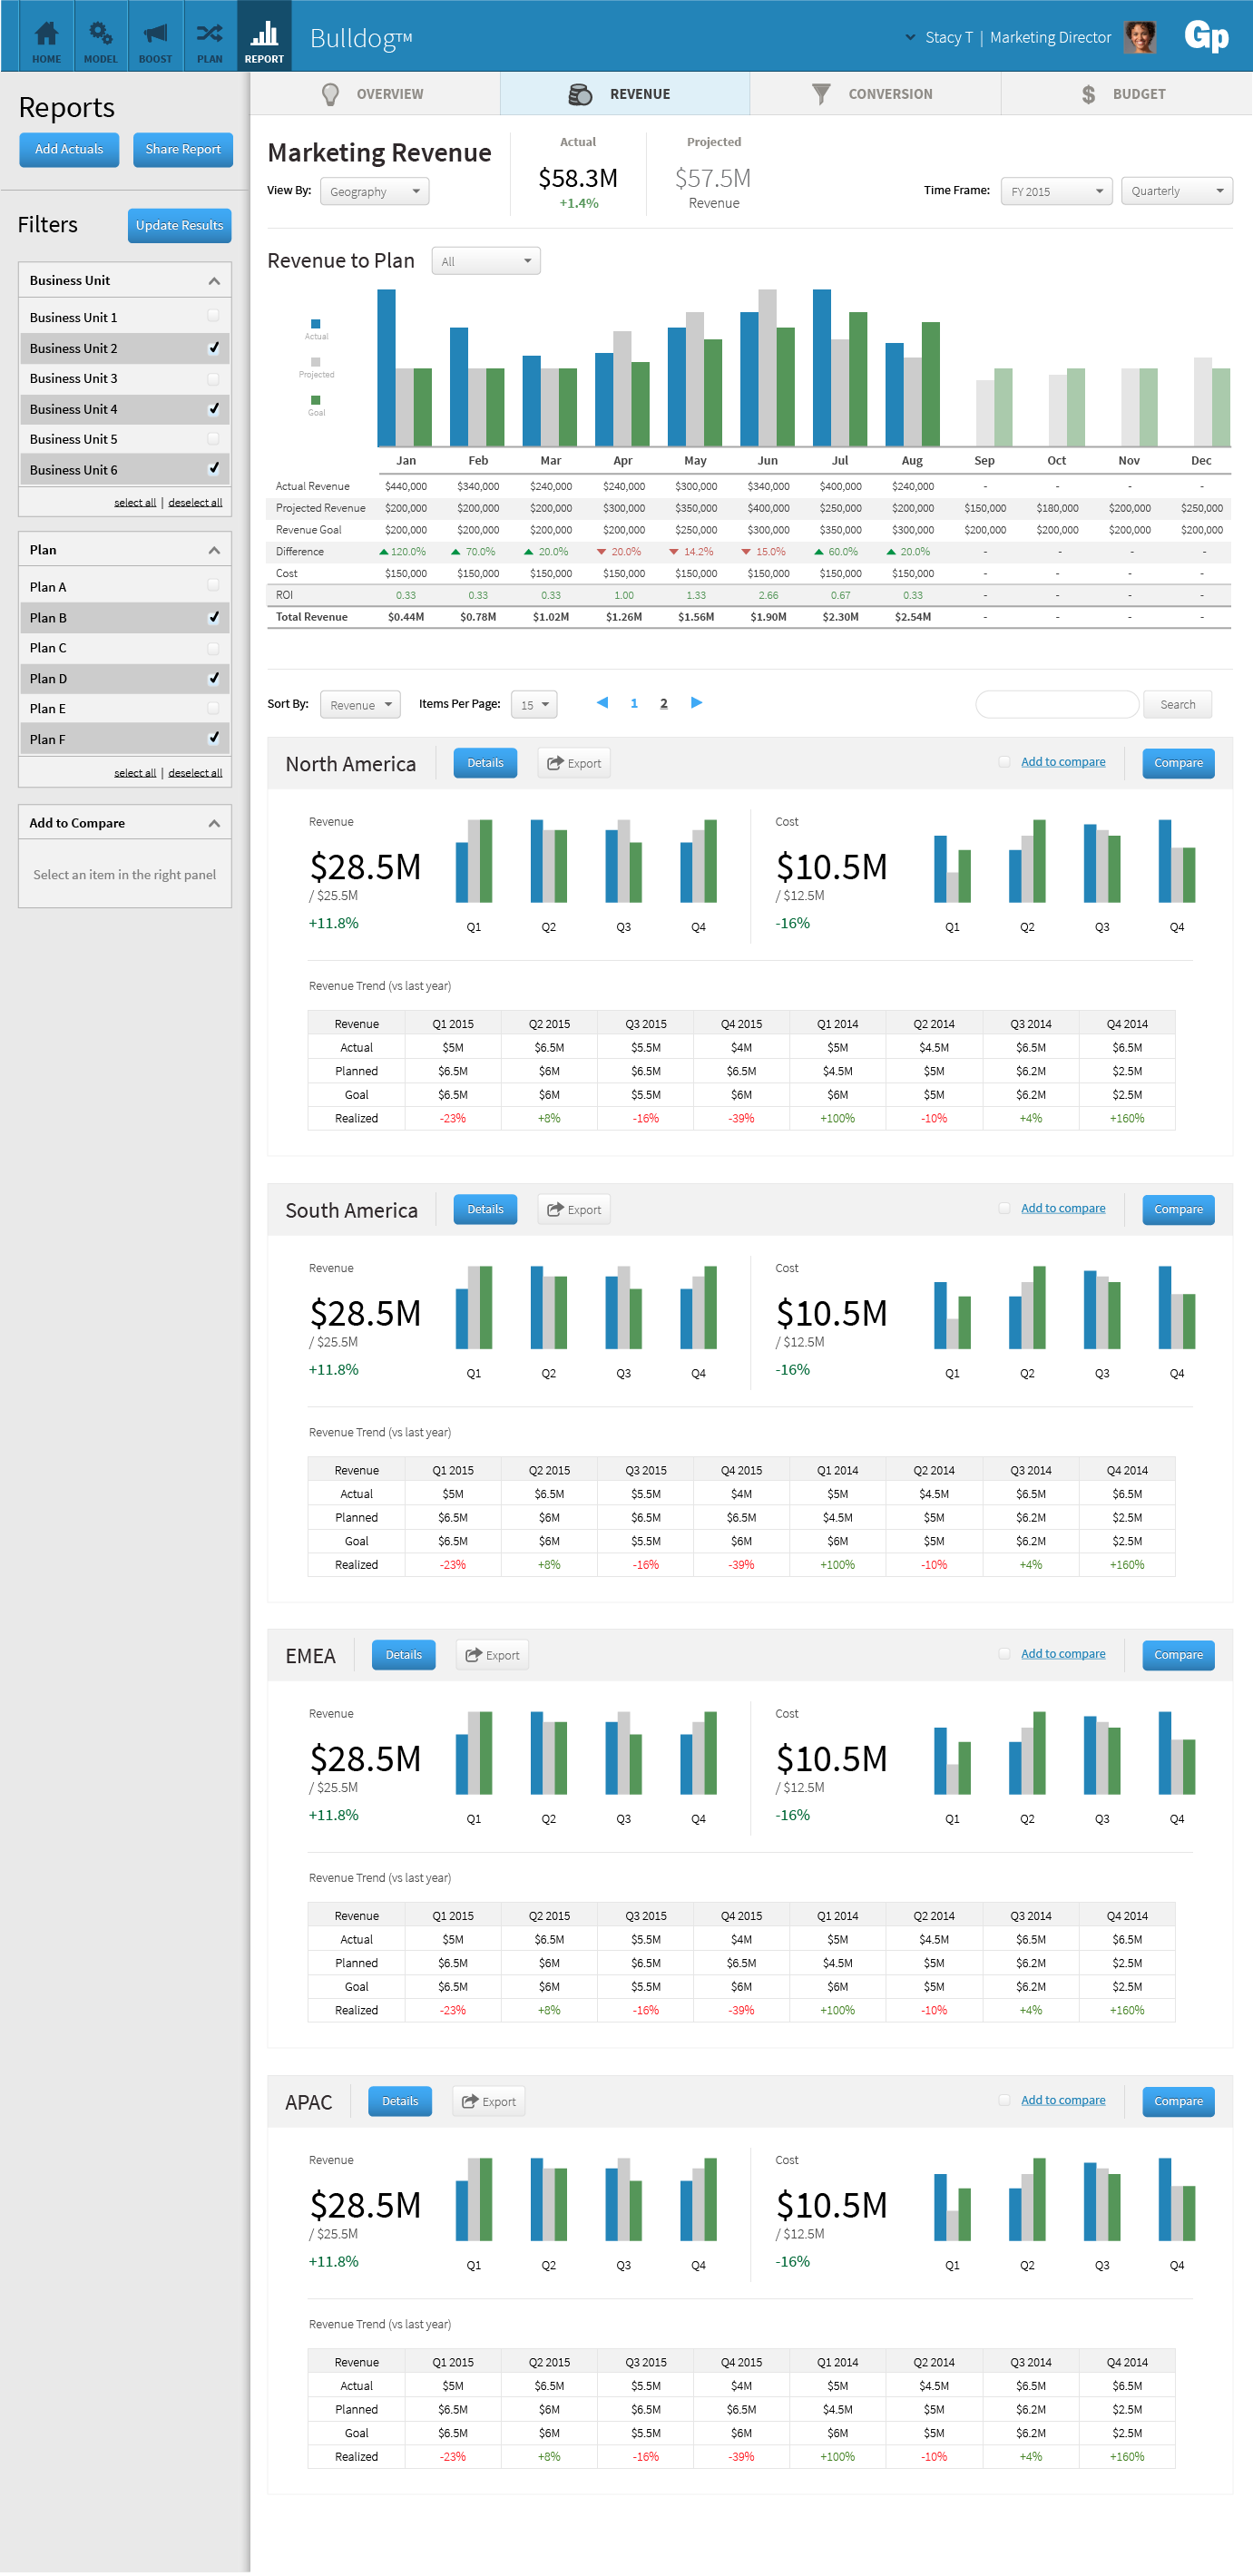 HOME MODEL BOOST PLAN REPORT Bulldog™ Stacy T | Marketing Director Gp
OVERVIEW REVENUE CONVERSION BUDGET
Reports
Add Actuals Share Report
Filters Update Results
Business Unit
Business Unit 1
Business Unit 2
Business Unit 3
Business Unit 4
Business Unit 5
Business Unit 6
select all | deselect all
Plan
Plan A
Plan B
Plan C
Plan D
Plan E
Plan F
select all | deselect all
Add to Compare
Select an item in the right panel
Marketing Revenue
View By: Geography
Actual
$58.3M
+1.4%
Projected
$57.5M
Revenue
Time Frame: FY 2015 Quarterly
Revenue to Plan All
Actual
Projected
Goal
Jan Feb Mar Apr May Jun Jul Aug Sep Oct Nov Dec
Actual Revenue $440,000 $340,000 $240,000 $240,000 $300,000 $340,000 $400,000 $240,000 - - - -
Projected Revenue $200,000 $200,000 $200,000 $300,000 $350,000 $400,000 $250,000 $200,000 $150,000 $180,000 $200,000 $250,000
Revenue Goal $200,000 $200,000 $200,000 $200,000 $250,000 $300,000 $350,000 $300,000 $200,000 $200,000 $200,000 $200,000
Difference 120.0% 70.0% 20.0% 20.0% 14.2% 15.0% 60.0% 20.0% - - - -
Cost $150,000 $150,000 $150,000 $150,000 $150,000 $150,000 $150,000 $150,000 - - - -
ROI 0.33 0.33 0.33 1.00 1.33 2.66 0.67 0.33 - - - -
Total Revenue $0.44M $0.78M $1.02M $1.26M $1.56M $1.90M $2.30M $2.54M - - - -
Sort By: Revenue Items Per Page: 15 1 2 Search
North America Details Export Add to compare Compare
Revenue
$28.5M
/ $25.5M
+11.8%
Q1 Q2 Q3 Q4
Cost
$10.5M
/ $12.5M
-16%
Q1 Q2 Q3 Q4
Revenue Trend (vs last year)
Revenue Q1 2015 Q2 2015 Q3 2015 Q4 2015 Q1 2014 Q2 2014 Q3 2014 Q4 2014
Actual $5M $6.5M $5.5M $4M $5M $4.5M $6.5M $6.5M
Planned $6.5M $6M $6.5M $6.5M $4.5M $5M $6.2M $2.5M
Goal $6.5M $6M $5.5M $6M $6M $5M $6.2M $2.5M
Realized -23% +8% -16% -39% +100% -10% +4% +160%
South America Details Export Add to compare Compare
Revenue
$28.5M
/ $25.5M
+11.8%
Q1 Q2 Q3 Q4
Cost
$10.5M
/ $12.5M
-16%
Q1 Q2 Q3 Q4
Revenue Trend (vs last year)
Revenue Q1 2015 Q2 2015 Q3 2015 Q4 2015 Q1 2014 Q2 2014 Q3 2014 Q4 2014
Actual $5M $6.5M $5.5M $4M $5M $4.5M $6.5M $6.5M
Planned $6.5M $6M $6.5M $6.5M $4.5M $5M $6.2M $2.5M
Goal $6.5M $6M $5.5M $6M $6M $5M $6.2M $2.5M
Realized -23% +8% -16% -39% +100% -10% +4% +160%
EMEA Details Export Add to compare Compare
Revenue
$28.5M
/ $25.5M
+11.8%
Q1 Q2 Q3 Q4
Cost
$10.5M
/ $12.5M
-16%
Q1 Q2 Q3 Q4
Revenue Trend (vs last year)
Revenue Q1 2015 Q2 2015 Q3 2015 Q4 2015 Q1 2014 Q2 2014 Q3 2014 Q4 2014
Actual $5M $6.5M $5.5M $4M $5M $4.5M $6.5M $6.5M
Planned $6.5M $6M $6.5M $6.5M $4.5M $5M $6.2M $2.5M
Goal $6.5M $6M $5.5M $6M $6M $5M $6.2M $2.5M
Realized -23% +8% -16% -39% +100% -10% +4% +160%
APAC Details Export Add to compare Compare
Revenue
$28.5M
/ $25.5M
+11.8%
Q1 Q2 Q3 Q4
Cost
$10.5M
/ $12.5M
-16%
Q1 Q2 Q3 Q4
Revenue Trend (vs last year)
Revenue Q1 2015 Q2 2015 Q3 2015 Q4 2015 Q1 2014 Q2 2014 Q3 2014 Q4 2014
Actual $5M $6.5M $5.5M $4M $5M $4.5M $6.5M $6.5M
Planned $6.5M $6M $6.5M $6.5M $4.5M $5M $6.2M $2.5M
Goal $6.5M $6M $5.5M $6M $6M $5M $6.2M $2.5M
Realized -23% +8% -16% -39% +100% -10% +4% +160%